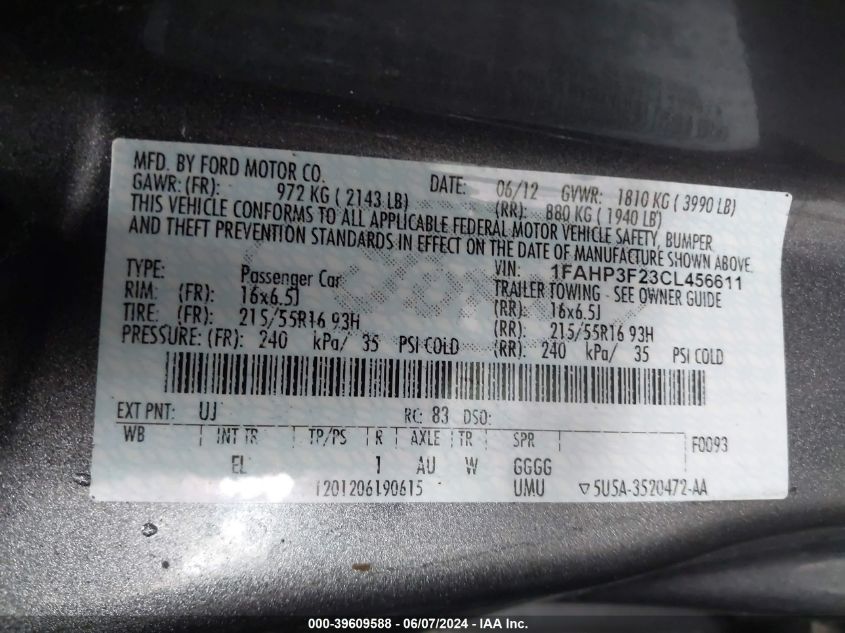 MFD. BY FORD MOTOR CO. DATE: 06/12 GVWR: 1810 KG ( 3990 LB)
GAWR: (FR): 972 KG ( 2143 LB) (RR): 880 KG ( 1940 LB)
THIS VEHICLE CONFORMS TO ALL APPLICABLE FEDERAL MOTOR VEHICLE SAFETY, BUMPER
AND THEFT PREVENTION STANDARDS IN EFFECT ON THE DATE OF MANUFACTURE SHOWN ABOVE.
VIN: 1FAHP3F23CL456611
TYPE: Passenger Car TRAILER TOWING - SEE OWNER GUIDE
RIM: (FR): 16x6.5J (RR): 16x6.5J
TIRE: (FR): 215/55R16 93H (RR): 215/55R16 93H
PRESSURE: (FR): 240 kPa/ 35 PSI COLD (RR): 240 kPa/ 35 PSI COLD
EXT PNT: UJ RC: 83 DSO:
WB INT TR TP/PS R AXLE TR SPR F0093
EL 1 AU W GGGG
T201206190615 UMU ▽5U5A-3520472-AA
000-39609588 - 06/07/2024 - IAA Inc.